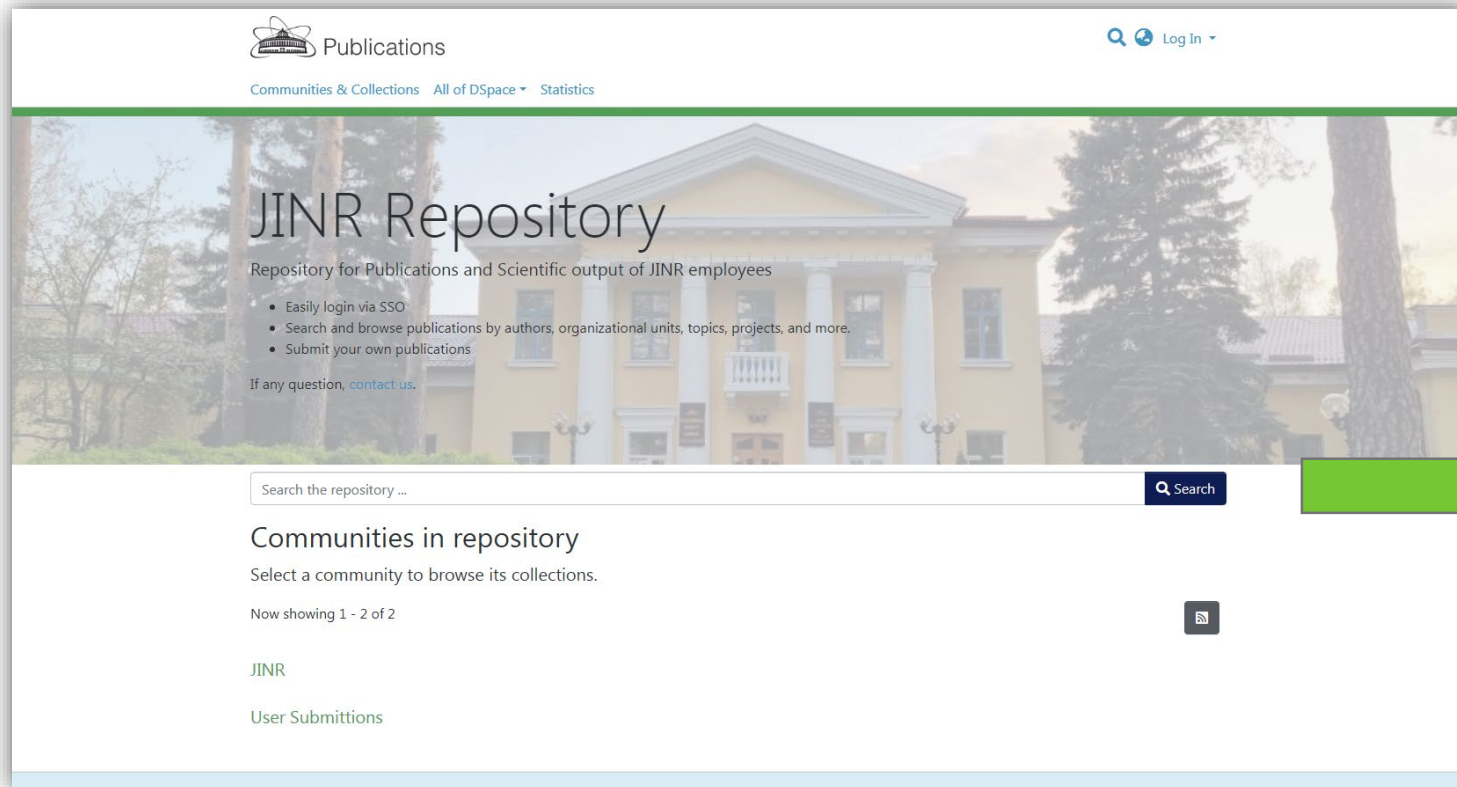 Publications
Log In
Communities & Collections All of DSpace Statistics
JINR Repository
Repository for Publications and Scientific output of JINR employees
Easily login via SSO
Search and browse publications by authors, organizational units, topics, projects, and more.
Submit your own publications
If any question, contact us.
Search the repository ...
Search
Communities in repository
Select a community to browse its collections.
Now showing 1 - 2 of 2
JINR
User Submittions